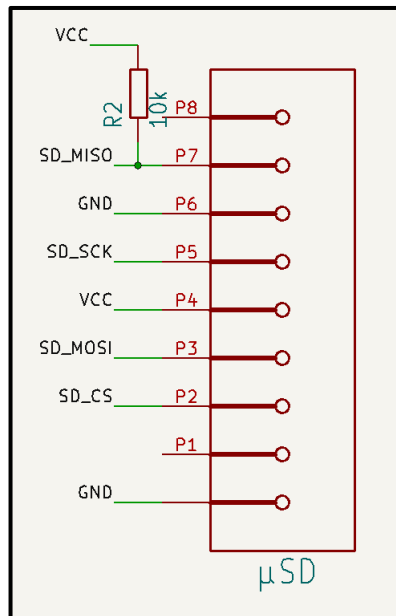 VCC
R2
10k
P8
SD_MISO
P7
GND
P6
SD_SCK
P5
VCC
P4
SD_MOSI
P3
SD_CS
P2
P1
GND
µSD